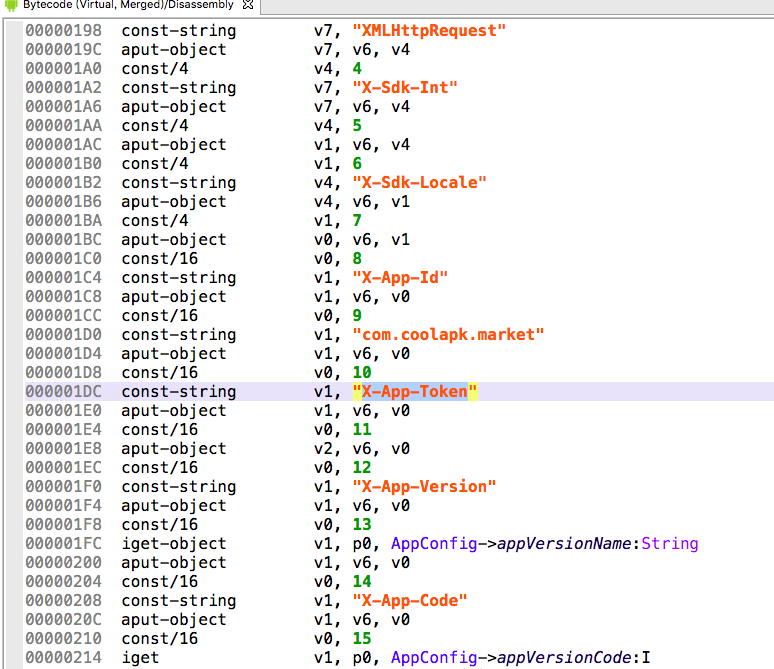 Bytecode (Virtual, Merged)/Disassembly
00000198 const-string v7, "XMLHttpRequest"
0000019C aput-object v7, v6, v4
000001A0 const/4 v4, 4
000001A2 const-string v7, "X-Sdk-Int"
000001A6 aput-object v7, v6, v4
000001AA const/4 v4, 5
000001AC aput-object v1, v6, v4
000001B0 const/4 v1, 6
000001B2 const-string v4, "X-Sdk-Locale"
000001B6 aput-object v4, v6, v1
000001BA const/4 v1, 7
000001BC aput-object v0, v6, v1
000001C0 const/16 v0, 8
000001C4 const-string v1, "X-App-Id"
000001C8 aput-object v1, v6, v0
000001CC const/16 v0, 9
000001D0 const-string v1, "com.coolapk.market"
000001D4 aput-object v1, v6, v0
000001D8 const/16 v0, 10
000001DC const-string v1, "X-App-Token"
000001E0 aput-object v1, v6, v0
000001E4 const/16 v0, 11
000001E8 aput-object v2, v6, v0
000001EC const/16 v0, 12
000001F0 const-string v1, "X-App-Version"
000001F4 aput-object v1, v6, v0
000001F8 const/16 v0, 13
000001FC iget-object v1, p0, AppConfig->appVersionName:String
00000200 aput-object v1, v6, v0
00000204 const/16 v0, 14
00000208 const-string v1, "X-App-Code"
0000020C aput-object v1, v6, v0
00000210 const/16 v0, 15
00000214 iget v1, p0, AppConfig->appVersionCode:I